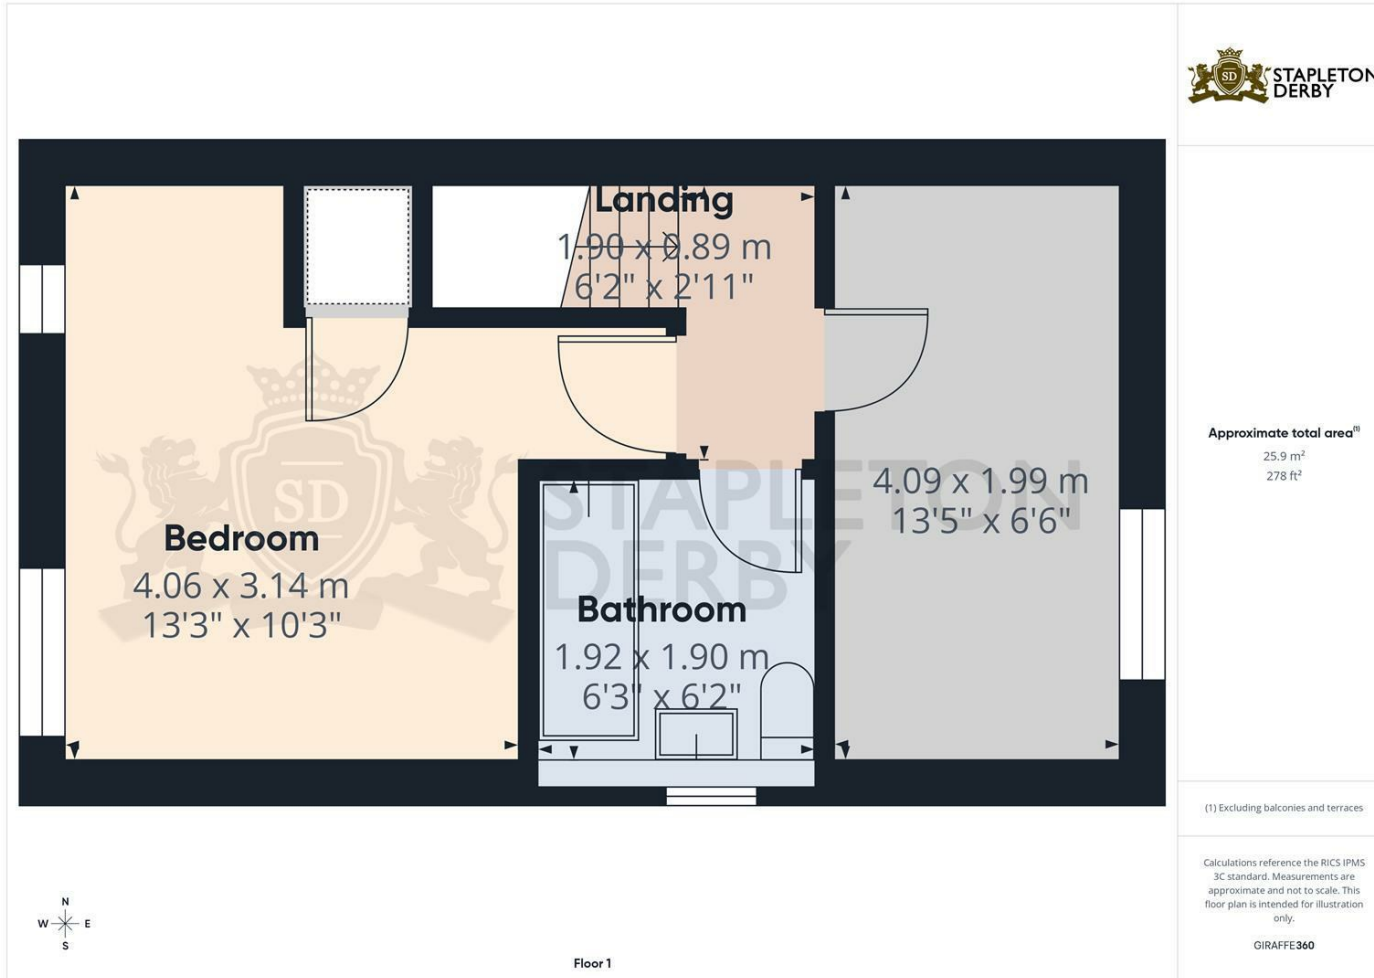 SD
STAPLETON
DERBY
Landing
1.90 x 0.89 m
6'2" x 2'11"
4.09 x 1.99 m
13'5" x 6'6"
SD
STAPLETON
DERBY
Bedroom
4.06 x 3.14 m
13'3" x 10'3"
Bathroom
1.92 x 1.90 m
6'3" x 6'2"
Approximate total area(1)
25.9 m²
278 ft²
(1) Excluding balconies and terraces
Calculations reference the RICS IPMS
3C standard. Measurements are
approximate and not to scale. This
floor plan is intended for illustration
only.
GIRAFFE360
N
W E
S
Floor 1